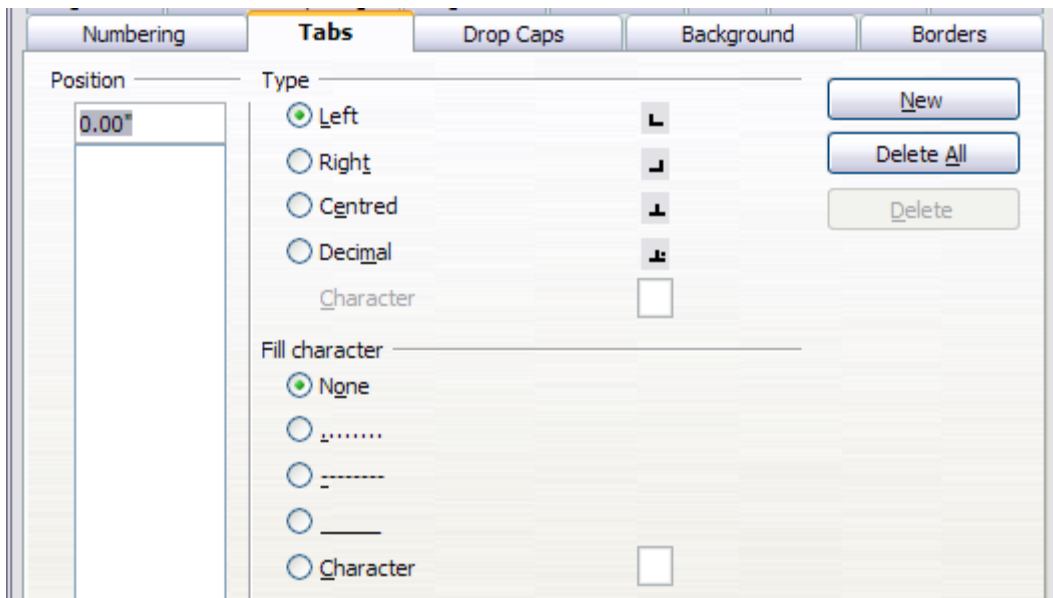 Numbering Tabs Drop Caps Background Borders
Position Type
0.00"
Left
Right
Centred
Decimal
Character
New
Delete All
Delete
Fill character
None
.........
--------
______
Character